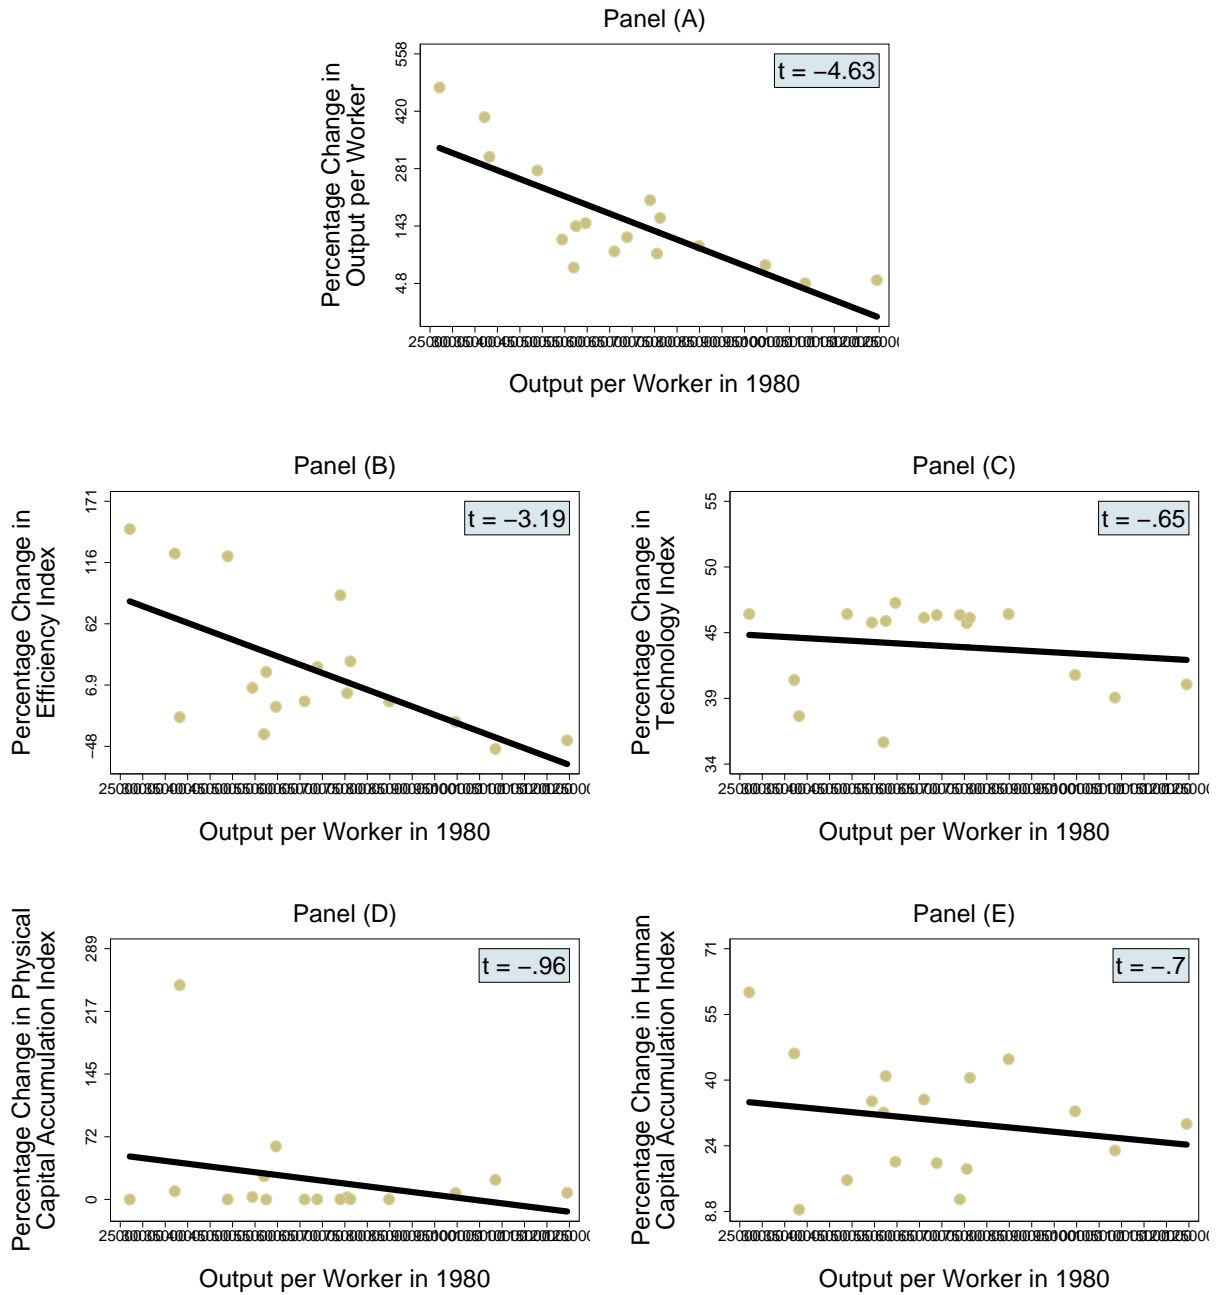 Panel (A)
Percentage Change in
Output per Worker
558
420
281
143
4.8
t = −4.63
Output per Worker in 1980
Panel (B)
Percentage Change in
Efficiency Index
171
116
62
6.9
−48
t = −3.19
Output per Worker in 1980
Panel (C)
Percentage Change in
Technology Index
55
50
45
39
34
t = −.65
Output per Worker in 1980
Panel (D)
Percentage Change in Physical
Capital Accumulation Index
289
217
145
72
0
t = −.96
Output per Worker in 1980
Panel (E)
Percentage Change in Human
Capital Accumulation Index
71
55
40
24
8.8
t = −.7
Output per Worker in 1980